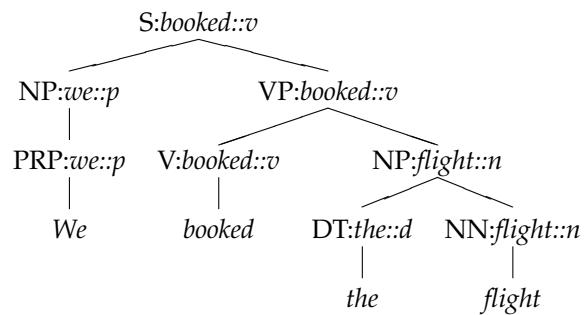 S:booked::v
NP:we::p VP:booked::v
PRP:we::p V:booked::v NP:flight::n
We booked DT:the::d NN:flight::n
the flight